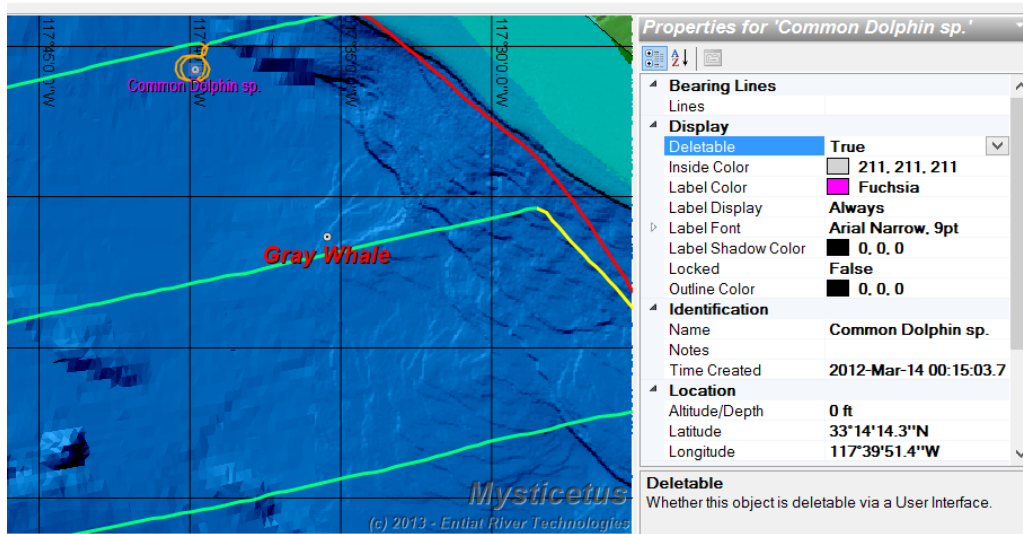 117°45'0.0"W
117°
W
117°35'0.0"W
117°30'0.0"W
Common Dolphin sp.
Gray Whale
Mysticetus
(c) 2013 - Entiat River Technologies
Properties for 'Common Dolphin sp.'
Bearing Lines
Lines
Display
Deletable True
Inside Color 211, 211, 211
Label Color Fuchsia
Label Display Always
Label Font Arial Narrow, 9pt
Label Shadow Color 0, 0, 0
Locked False
Outline Color 0, 0, 0
Identification
Name Common Dolphin sp.
Notes
Time Created 2012-Mar-14 00:15:03.7
Location
Altitude/Depth 0 ft
Latitude 33°14'14.3"N
Longitude 117°39'51.4"W
Deletable
Whether this object is deletable via a User Interface.